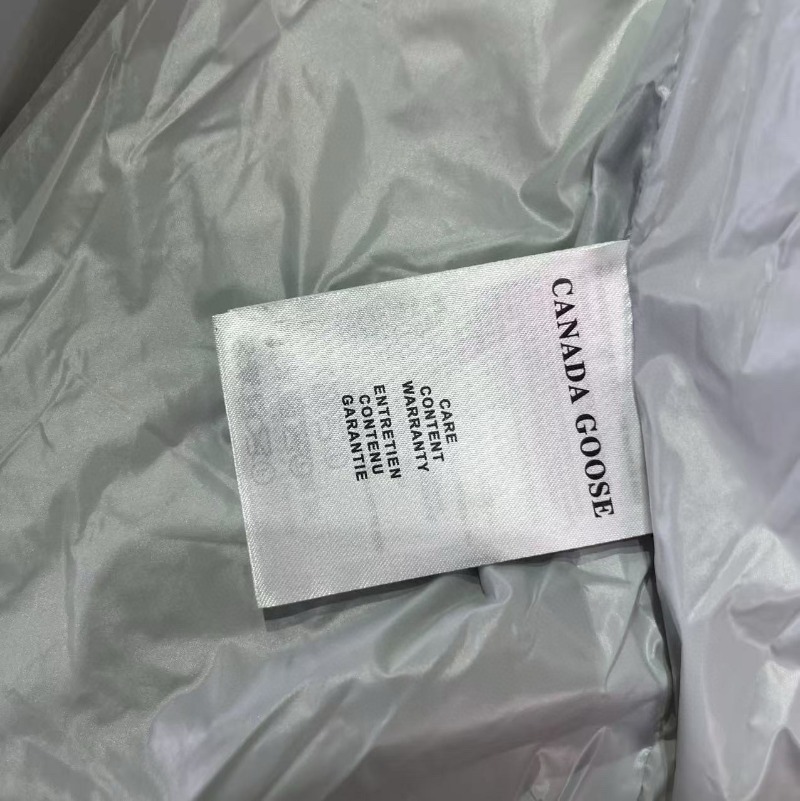 CANADA GOOSE
CARE
CONTENT
WARRANTY
ENTRETIEN
CONTENU
GARANTIE